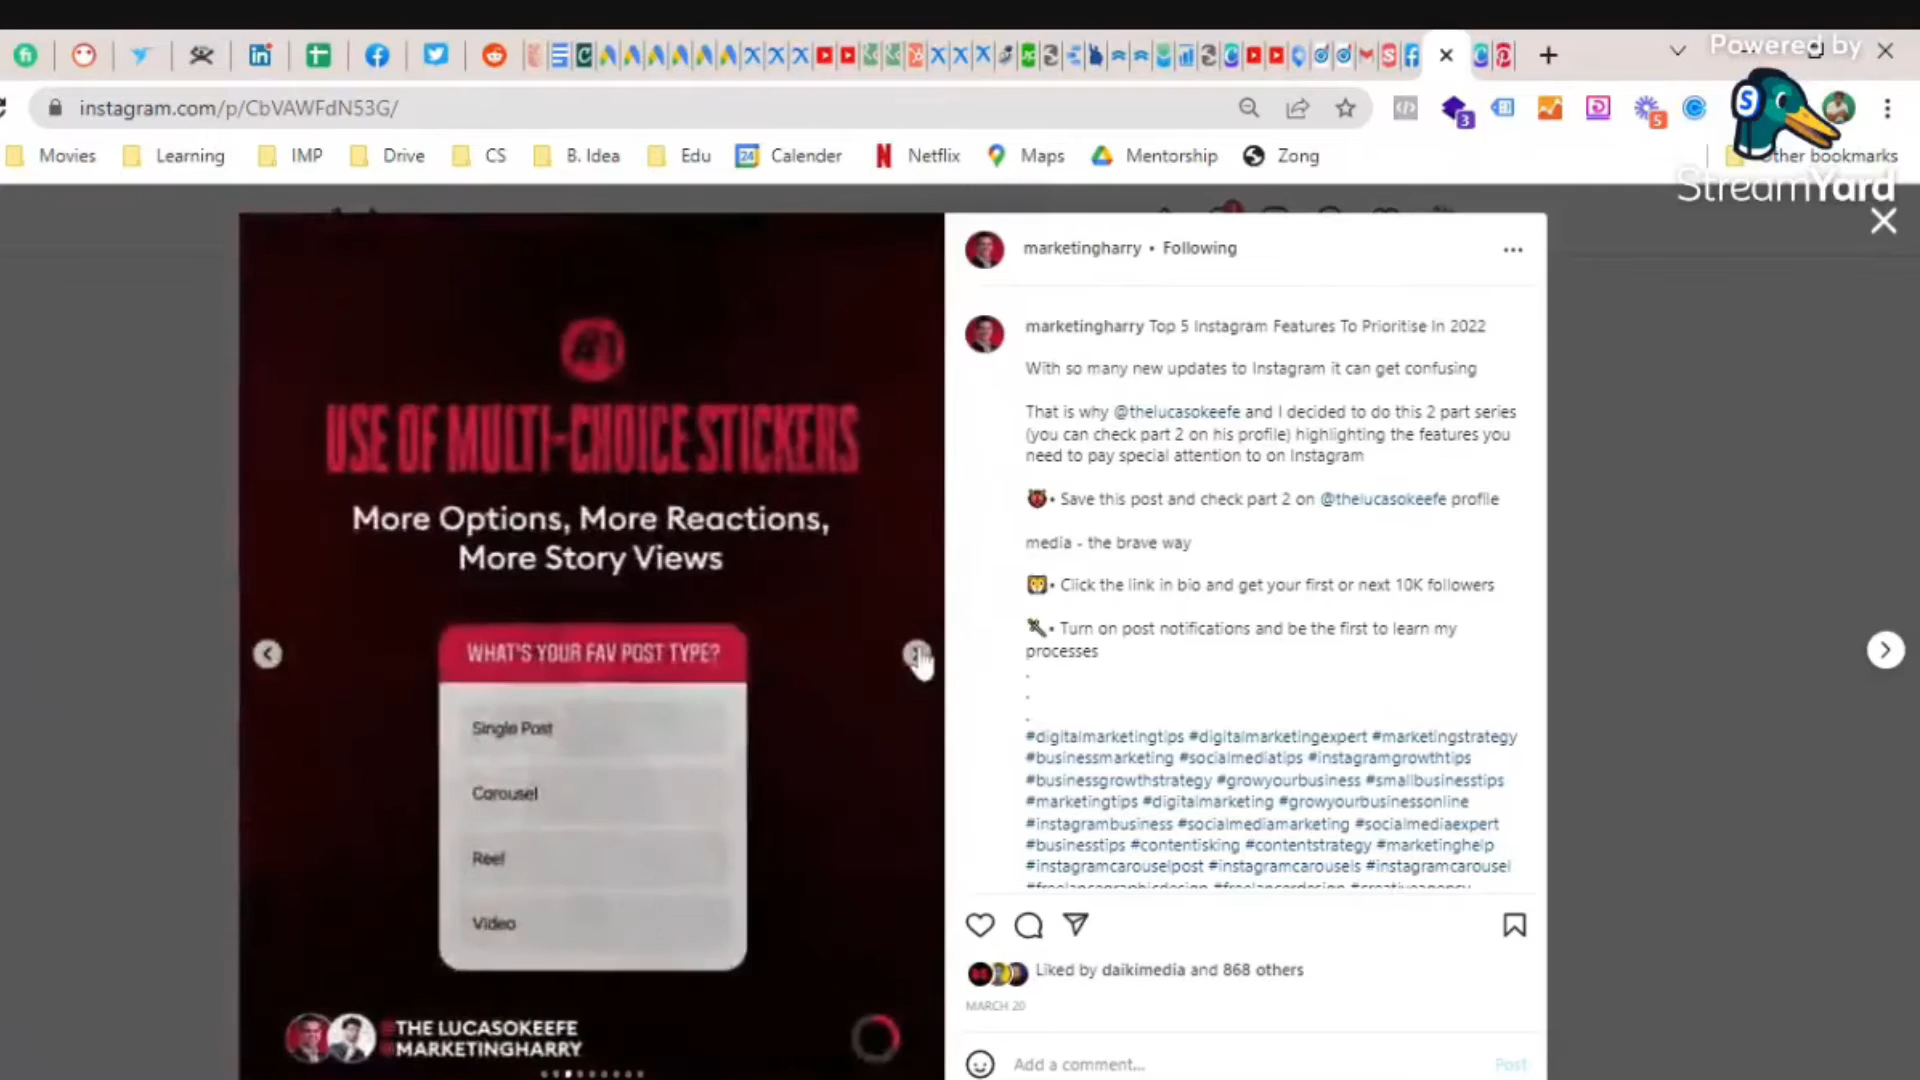 Powered by
instagram.com/p/CbVAWFdN53G/
3
5
S
Movies
Learning
IMP
Drive
CS
B. Idea
Edu
24
Calender
Netflix
Maps
Mentorship
Zong
Other bookmarks
StreamYard
#1
USE OF MULTI-CHOICE STICKERS
More Options, More Reactions,
More Story Views
WHAT'S YOUR FAV POST TYPE?
Single Post
Carousel
Reel
Video
@THE LUCASOKEEFE
@MARKETINGHARRY
marketingharry • Following
marketingharry Top 5 Instagram Features To Prioritise In 2022
With so many new updates to Instagram it can get confusing
That is why @thelucasokeefe and I decided to do this 2 part series
(you can check part 2 on his profile) highlighting the features you
need to pay special attention to on Instagram
• Save this post and check part 2 on @thelucasokeefe profile
media - the brave way
• Click the link in bio and get your first or next 10K followers
• Turn on post notifications and be the first to learn my
processes
.
.
.
#digitalmarketingtips #digitalmarketingexpert #marketingstrategy
#businessmarketing #socialmediatips #instagramgrowthtips
#businessgrowthstrategy #growyourbusiness #smallbusinesstips
#marketingtips #digitalmarketing #growyourbusinessonline
#instagrambusiness #socialmediamarketing #socialmediaexpert
#businesstips #contentisking #contentstrategy #marketinghelp
#instagramcarouselpost #instagramcarousels #instagramcarousel
#freelancegraphicdesign #freelancerdesign #creativeagency
Liked by daikimedia and 868 others
MARCH 20
Add a comment...
Post